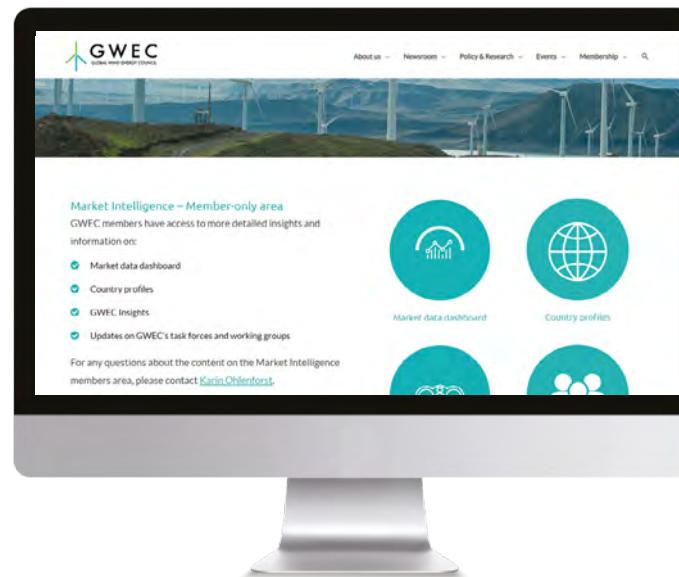 GWEC
GLOBAL WIND ENERGY COUNCIL
About us
Newsroom
Policy & Research
Events
Membership
Market Intelligence – Member-only area
GWEC members have access to more detailed insights and
information on:
Market data dashboard
Country profiles
GWEC Insights
Updates on GWEC's task forces and working groups
For any questions about the content on the Market Intelligence
members area, please contact Karin Ohlenforst.
Market data dashboard
Country profiles